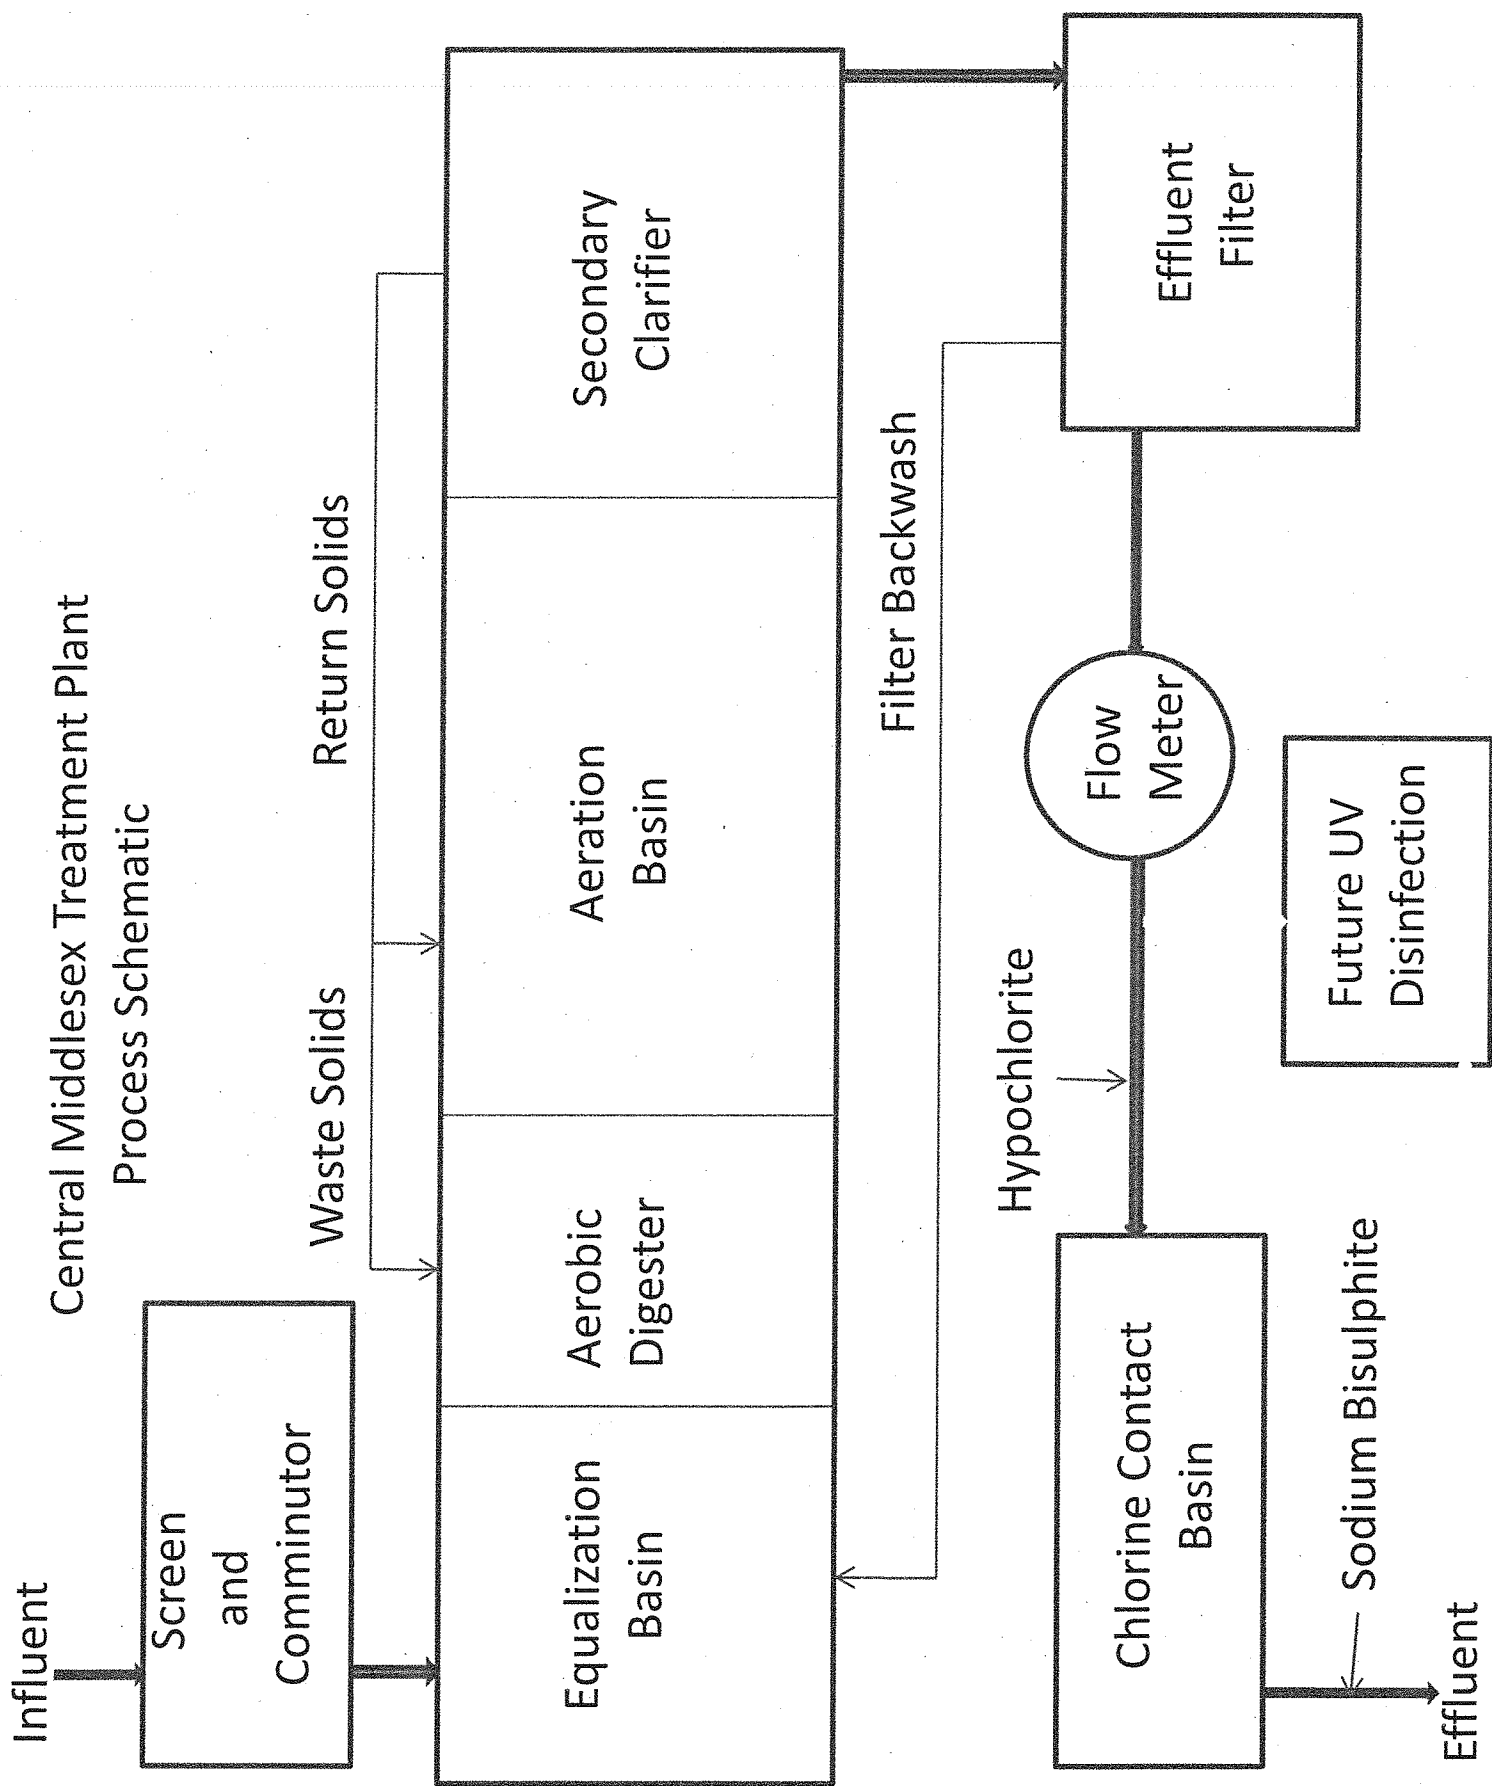 Central Middlesex Treatment Plant
Process Schematic
Influent
Screen
and
Comminutor
Waste Solids
Return Solids
Equalization
Basin
Aerobic
Digester
Aeration
Basin
Secondary
Clarifier
Filter Backwash
Effluent
Filter
Flow
Meter
Hypochlorite
Chlorine Contact
Basin
Future UV
Disinfection
Sodium Bisulphite
Effluent